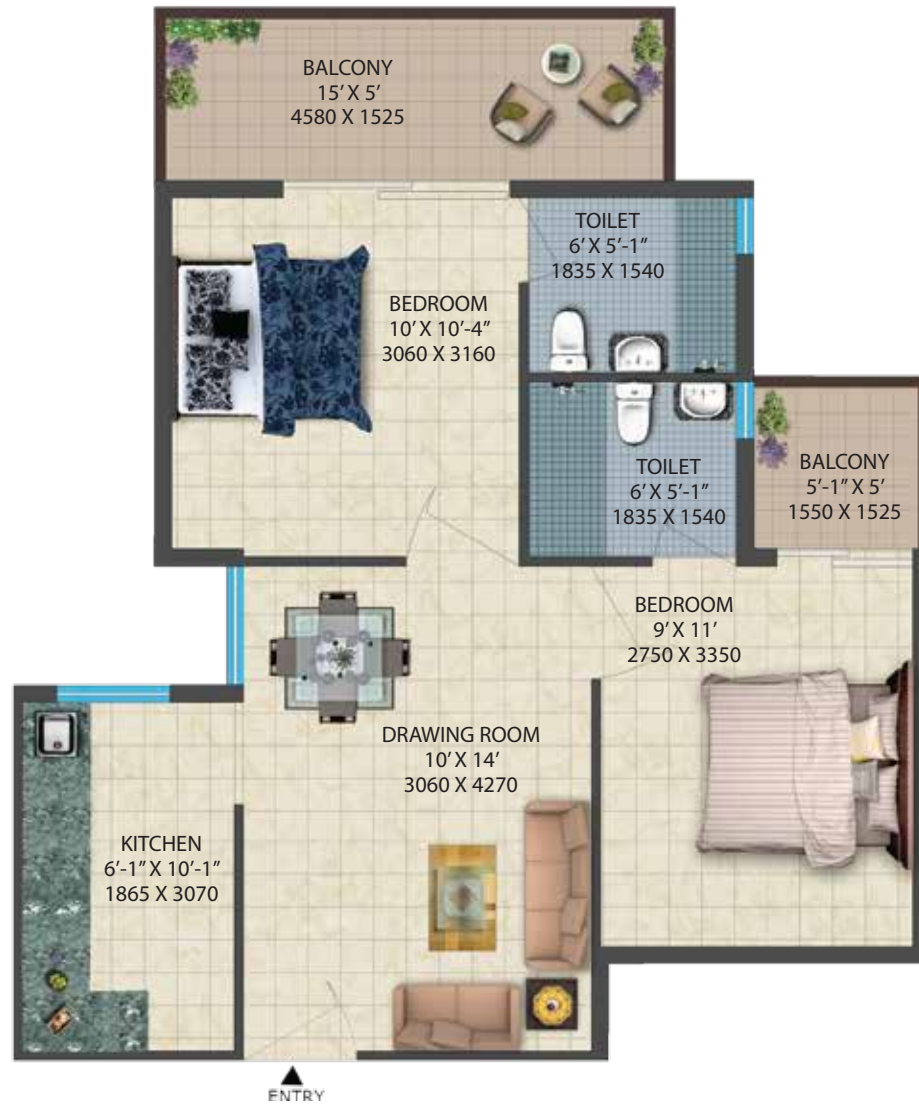 BALCONY
15' X 5'
4580 X 1525
TOILET
6' X 5'-1"
1835 X 1540
BEDROOM
10' X 10'-4"
3060 X 3160
TOILET
6' X 5'-1"
1835 X 1540
BALCONY
5'-1" X 5'
1550 X 1525
BEDROOM
9' X 11'
2750 X 3350
DRAWING ROOM
10' X 14'
3060 X 4270
KITCHEN
6'-1" X 10'-1"
1865 X 3070
ENTRY